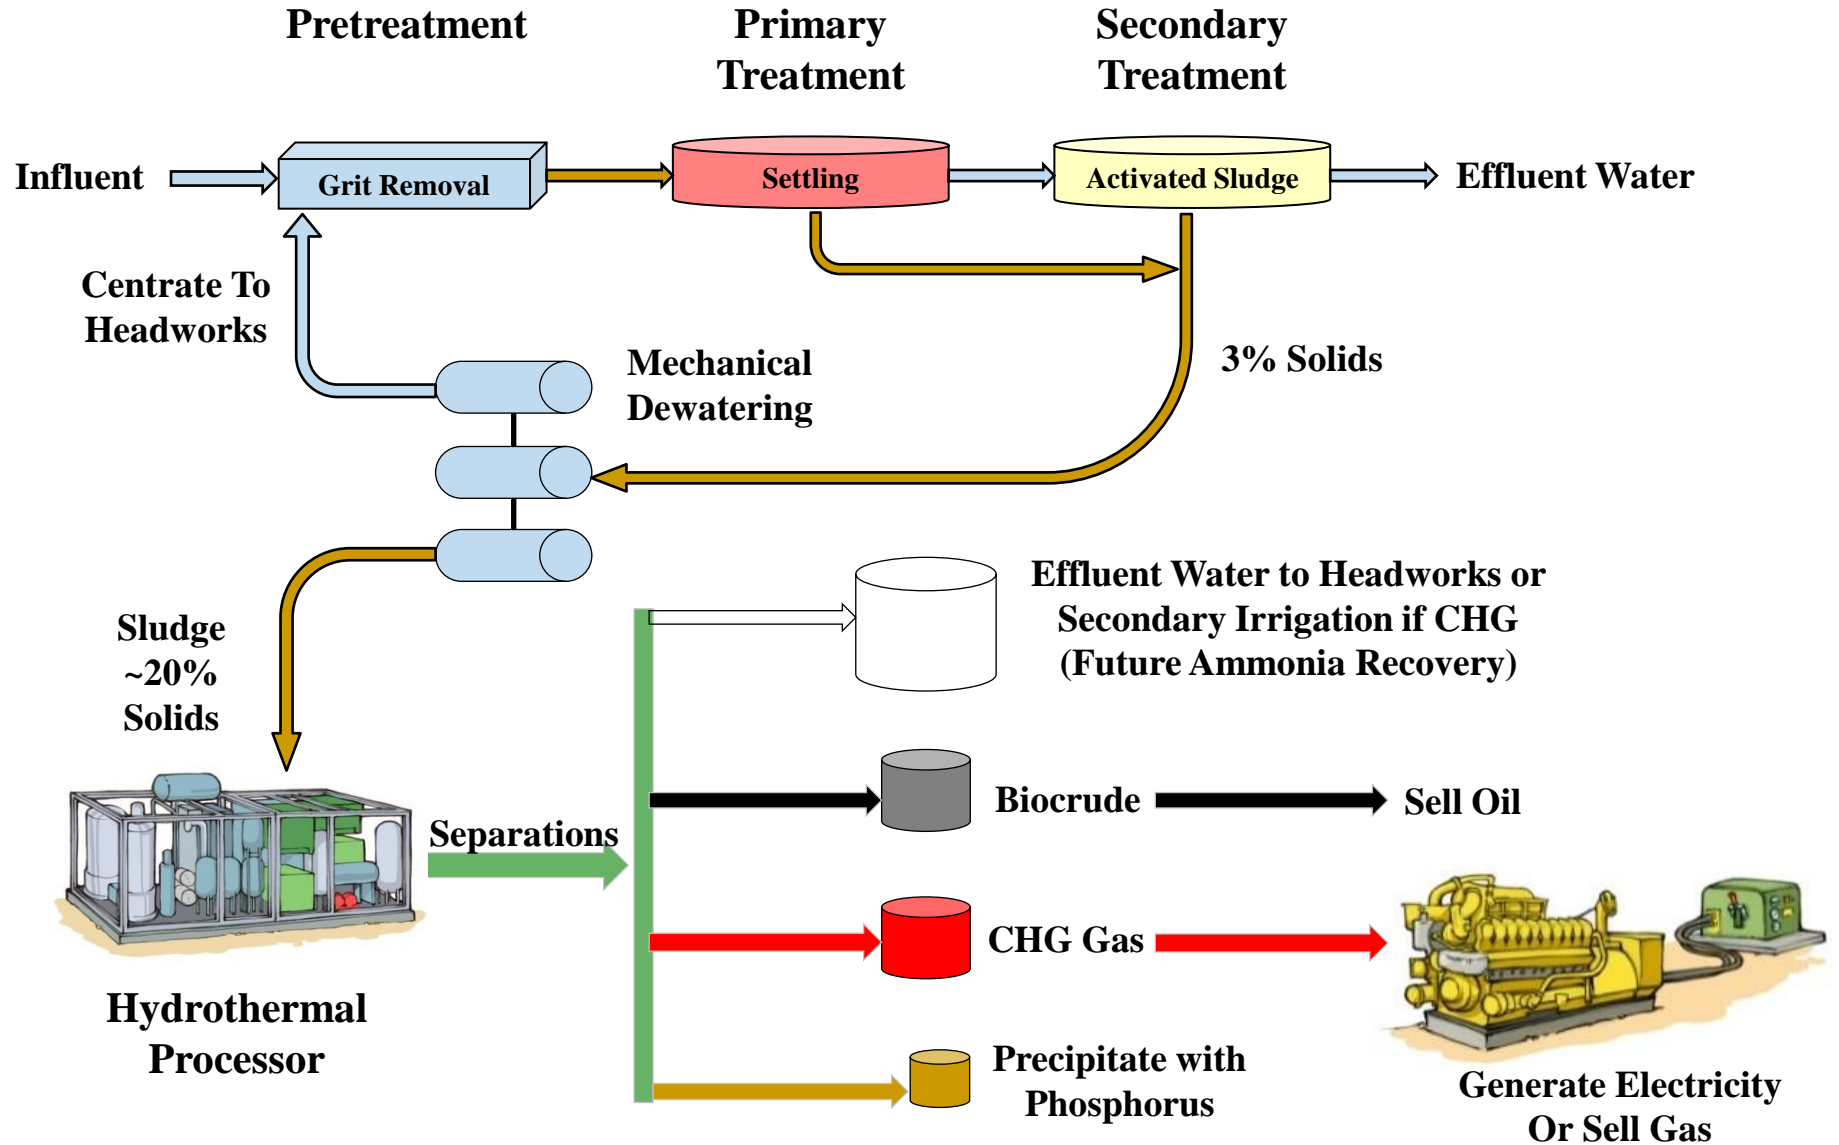 Pretreatment
Primary
Treatment
Secondary
Treatment
Influent
Grit Removal
Settling
Activated Sludge
Effluent Water
Centrate To
Headworks
Mechanical
Dewatering
3% Solids
Sludge
~20%
Solids
Effluent Water to Headworks or
Secondary Irrigation if CHG
(Future Ammonia Recovery)
Separations
Biocrude
Sell Oil
CHG Gas
Hydrothermal
Processor
Precipitate with
Phosphorus
Generate Electricity
Or Sell Gas